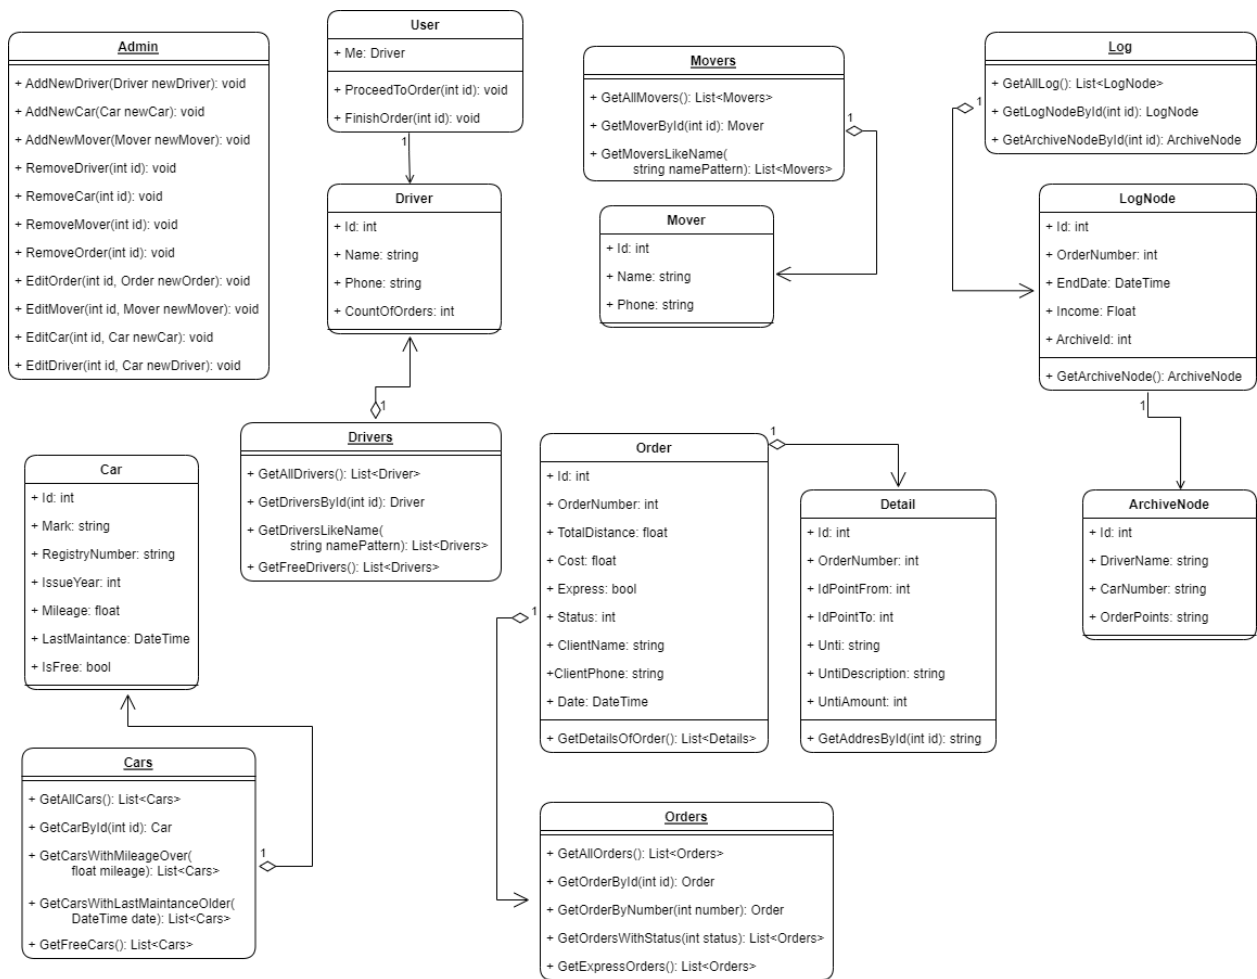 Admin
+ AddNewDriver(Driver newDriver): void
+ AddNewCar(Car newCar): void
+ AddNewMover(Mover newMover): void
+ RemoveDriver(int id): void
+ RemoveCar(int id): void
+ RemoveMover(int id): void
+ RemoveOrder(int id): void
+ EditOrder(int id, Order newOrder): void
+ EditMover(int id, Mover newMover): void
+ EditCar(int id, Car newCar): void
+ EditDriver(int id, Car newDriver): void
User
+ Me: Driver
+ ProceedToOrder(int id): void
+ FinishOrder(int id): void
1
Driver
+ Id: int
+ Name: string
+ Phone: string
+ CountOfOrders: int
1
Drivers
+ GetAllDrivers(): List<Driver>
+ GetDriversById(int id): Driver
+ GetDriversLikeName(
string namePattern): List<Drivers>
+ GetFreeDrivers(): List<Drivers>
Movers
+ GetAllMovers(): List<Movers>
+ GetMoverById(int id): Mover
+ GetMoversLikeName(
string namePattern): List<Movers>
1
Mover
+ Id: int
+ Name: string
+ Phone: string
Log
+ GetAllLog(): List<LogNode>
+ GetLogNodeById(int id): LogNode
+ GetArchiveNodeById(int id): ArchiveNode
1
LogNode
+ Id: int
+ OrderNumber: int
+ EndDate: DateTime
+ Income: Float
+ ArchiveId: int
+ GetArchiveNode(): ArchiveNode
1
ArchiveNode
+ Id: int
+ DriverName: string
+ CarNumber: string
+ OrderPoints: string
Car
+ Id: int
+ Mark: string
+ RegistryNumber: string
+ IssueYear: int
+ Mileage: float
+ LastMaintance: DateTime
+ IsFree: bool
Cars
+ GetAllCars(): List<Cars>
+ GetCarById(int id): Car
+ GetCarsWithMileageOver(
float mileage): List<Cars>
+ GetCarsWithLastMaintanceOlder(
DateTime date): List<Cars>
+ GetFreeCars(): List<Cars>
1
Order
+ Id: int
+ OrderNumber: int
+ TotalDistance: float
+ Cost: float
+ Express: bool
+ Status: int
+ ClientName: string
+ClientPhone: string
+ Date: DateTime
+ GetDetailsOfOrder(): List<Details>
1
1
Detail
+ Id: int
+ OrderNumber: int
+ IdPointFrom: int
+ IdPointTo: int
+ Unti: string
+ UntiDescription: string
+ UntiAmount: int
+ GetAddresById(int id): string
Orders
+ GetAllOrders(): List<Orders>
+ GetOrderById(int id): Order
+ GetOrderByNumber(int number): Order
+ GetOrdersWithStatus(int status): List<Orders>
+ GetExpressOrders(): List<Orders>